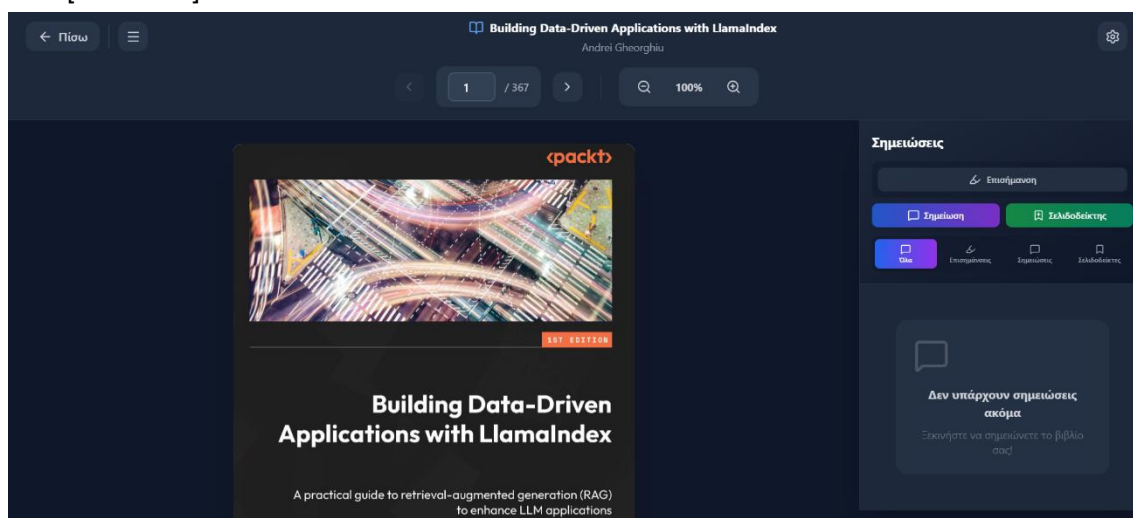 Πίσω
Building Data-Driven Applications with LlamaIndex
Andrei Gheorghiu
1 / 367
100%
Σημειώσεις
Επισήμανση
Σημείωση
Σελιδοδείκτης
Όλα
Επισημάνσεις
Σημειώσεις
Σελιδοδείκτες
Δεν υπάρχουν σημειώσεις
ακόμα
Ξεκινήστε να σημειώνετε το βιβλίο
σας!
<packt>
1ST EDITION
Building Data-Driven
Applications with LlamaIndex
A practical guide to retrieval-augmented generation (RAG)
to enhance LLM applications